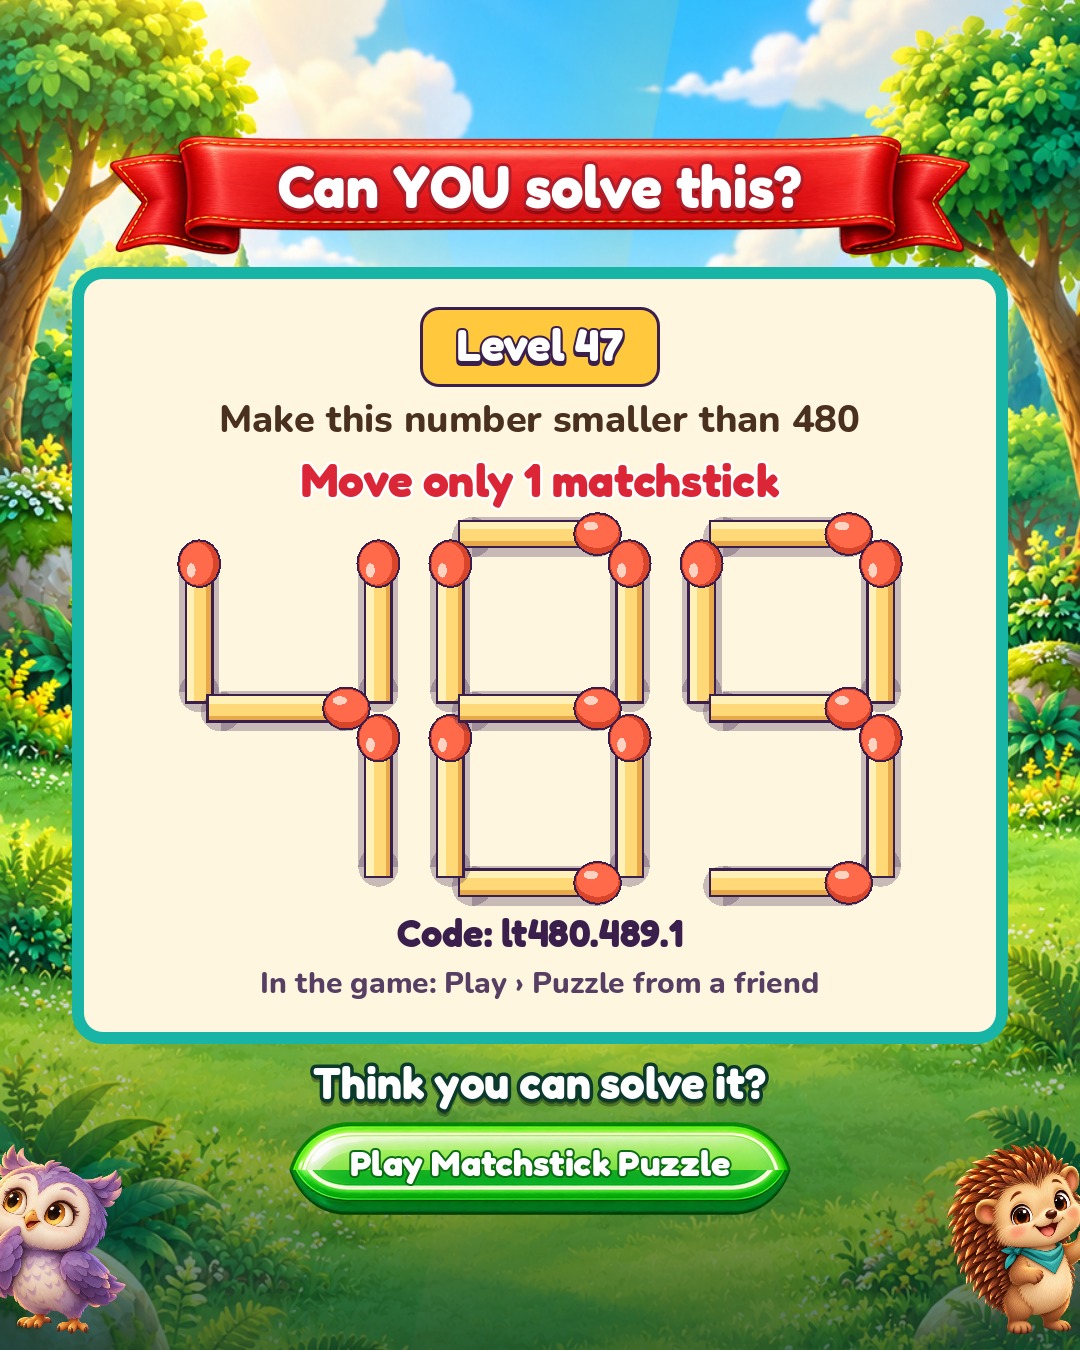 Can YOU solve this?
Level 47
Make this number smaller than 480
Move only 1 matchstick
489
Code: lt480.489.1
In the game: Play › Puzzle from a friend
Think you can solve it?
Play Matchstick Puzzle